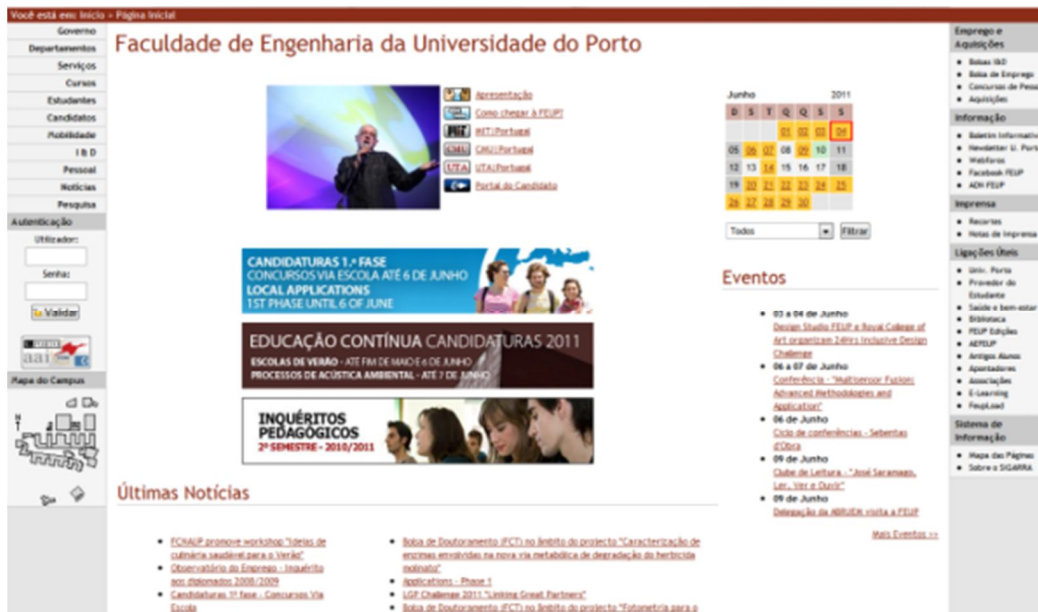 Você está em: Início > Página Inicial
Governo
Departamentos
Serviços
Cursos
Estudantes
Candidatos
Mobilidade
I & D
Pessoal
Notícias
Pesquisa
Autenticação
Utilizador:
Senha:
Validar
aai
Mapa do Campus
N
Faculdade de Engenharia da Universidade do Porto
Apresentação
Como chegar à FEUP?
MIT
MIT|Portugal
CMU
CMU|Portugal
UTA
UTA|Portugal
Portal do Candidato
CANDIDATURAS 1.ª FASE
CONCURSOS VIA ESCOLA ATÉ 6 DE JUNHO
LOCAL APPLICATIONS
1ST PHASE UNTIL 6 OF JUNE
EDUCAÇÃO CONTÍNUA CANDIDATURAS 2011
ESCOLAS DE VERÃO - ATÉ FIM DE MAIO E 6 DE JUNHO
PROCESSOS DE ACÚSTICA AMBIENTAL - ATÉ 7 DE JUNHO
INQUÉRITOS
PEDAGÓGICOS
2º SEMESTRE - 2010/2011
Últimas Notícias
FCNAUP promove workshop "Ideias de
culinária saudável para o Verão"
Observatório do Emprego - Inquérito
aos diplomados 2008/2009
Candidaturas 1ª fase - Concursos Via
Escola
Bolsa de Doutoramento (FCT) no âmbito do projecto "Caracterização de
enzimas envolvidas na nova via metabólica de degradação do herbicida
molinato"
Applications - Phase 1
LGP Challenge 2011 "Linking Great Partners"
Bolsa de Doutoramento (FCT) no âmbito do projecto "Fotometria para o
Junho 2011
D S T Q Q S S
01 02 03 04
05 06 07 08 09 10 11
12 13 14 15 16 17 18
19 20 21 22 23 24 25
26 27 28 29 30
Todos
Filtrar
Eventos
03 a 04 de Junho
Design Studio FEUP e Royal College of
Art organizam 24Hrs Inclusive Design
Challenge
06 a 07 de Junho
Conferência - "Multisensor Fusion:
Advanced Methodologies and
Application"
06 de Junho
Ciclo de conferências - Sebentas
d'Obra
09 de Junho
Clube de Leitura - "José Saramago,
Ler, Ver e Ouvir"
09 de Junho
Delegação da ABRUEM visita a FEUP
Mais Eventos >>
Emprego e
Aquisições
Bolsas I&D
Bolsa de Emprego
Concursos de Pesso
Aquisições
Informação
Boletim Informativo
Newsletter U. Porto
Webforos
Facebook FEUP
ADN FEUP
Imprensa
Recortes
Notas de Imprensa
Ligações Úteis
Univ. Porto
Provedor do
Estudante
Saúde e bem-estar
Biblioteca
FEUP Edições
AEFEUP
Antigos Alunos
Apontadores
Associações
E-Learning
FeupLoad
Sistema de
Informação
Mapa das Páginas
Sobre o SIGARRA